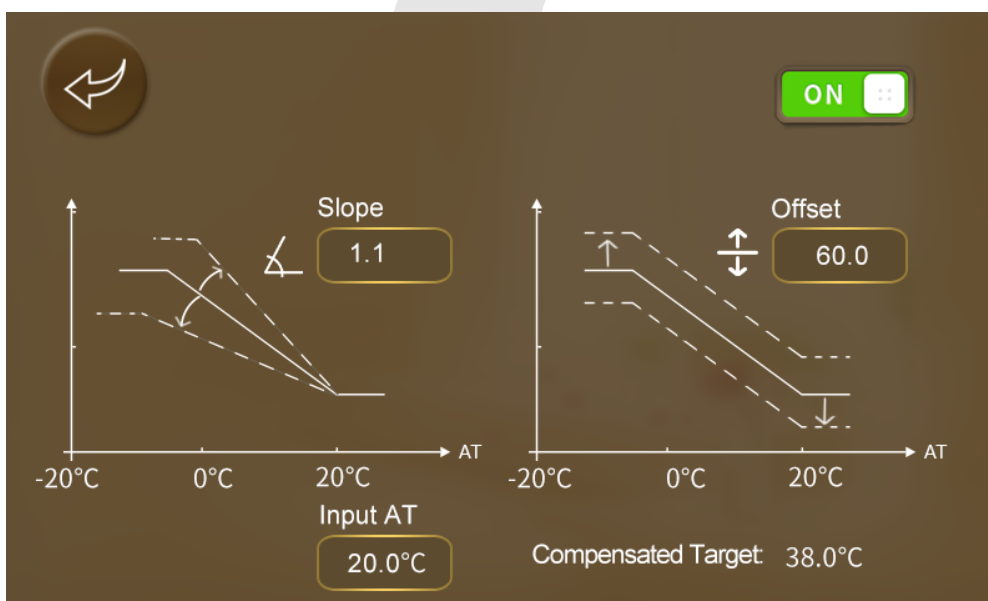 ON
Slope
1.1
Offset
60.0
AT
-20°C
0°C
20°C
AT
-20°C
0°C
20°C
Input AT
20.0°C
Compensated Target:
38.0°C